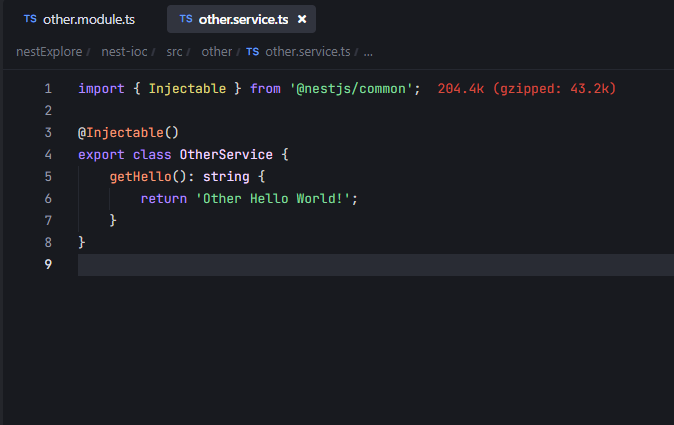 TS other.module.ts TS other.service.ts ×
nestExplore / nest-ioc / src / other / TS other.service.ts / ...
1 import { Injectable } from '@nestjs/common'; 204.4k (gzipped: 43.2k)
2
3 @Injectable()
4 export class OtherService {
5     getHello(): string {
6         return 'Other Hello World!';
7     }
8 }
9